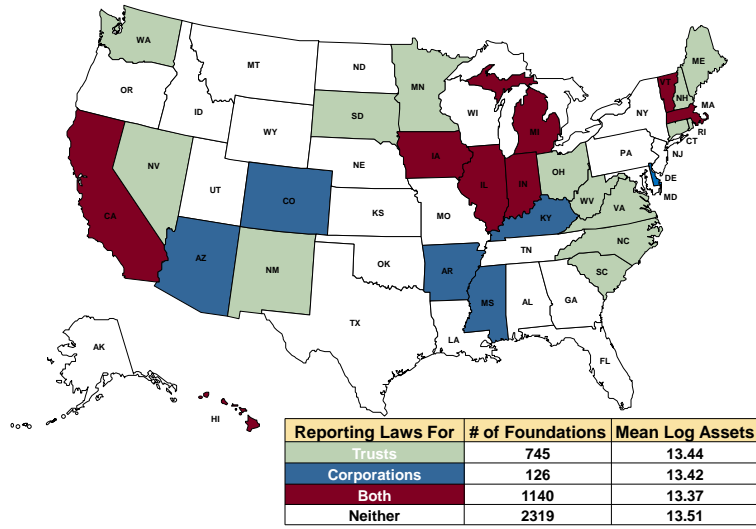 WA
ME
MT
ND
MN
VT
NH
OR
MA
ID
SD
WI
NY
WY
MI
RI
CT
PA
NJ
IA
NE
NV
OH
DE
IL
IN
UT
MD
WV
CO
VA
CA
KS
MO
KY
NC
TN
OK
AZ
NM
AR
SC
MS
AL
GA
TX
LA
AK
FL
HI
Reporting Laws For # of Foundations Mean Log Assets
Trusts 745 13.44
Corporations 126 13.42
Both 1140 13.37
Neither 2319 13.51